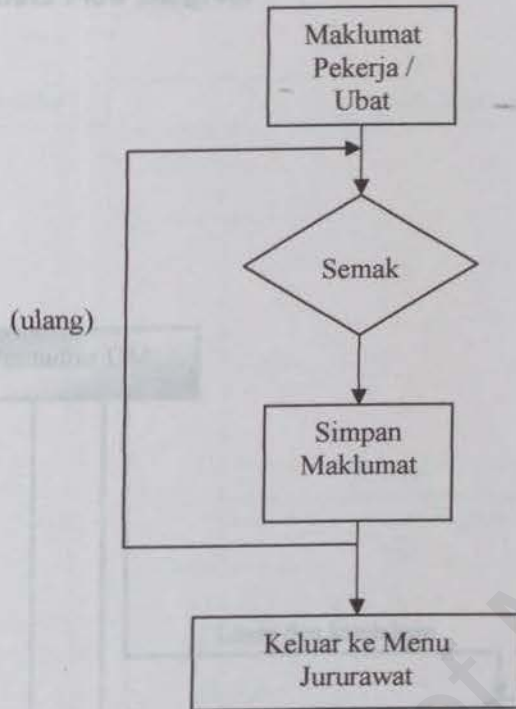 Maklumat
Pekerja /
Ubat
Semak
(ulang)
Simpan
Maklumat
Keluar ke Menu
Jururawat